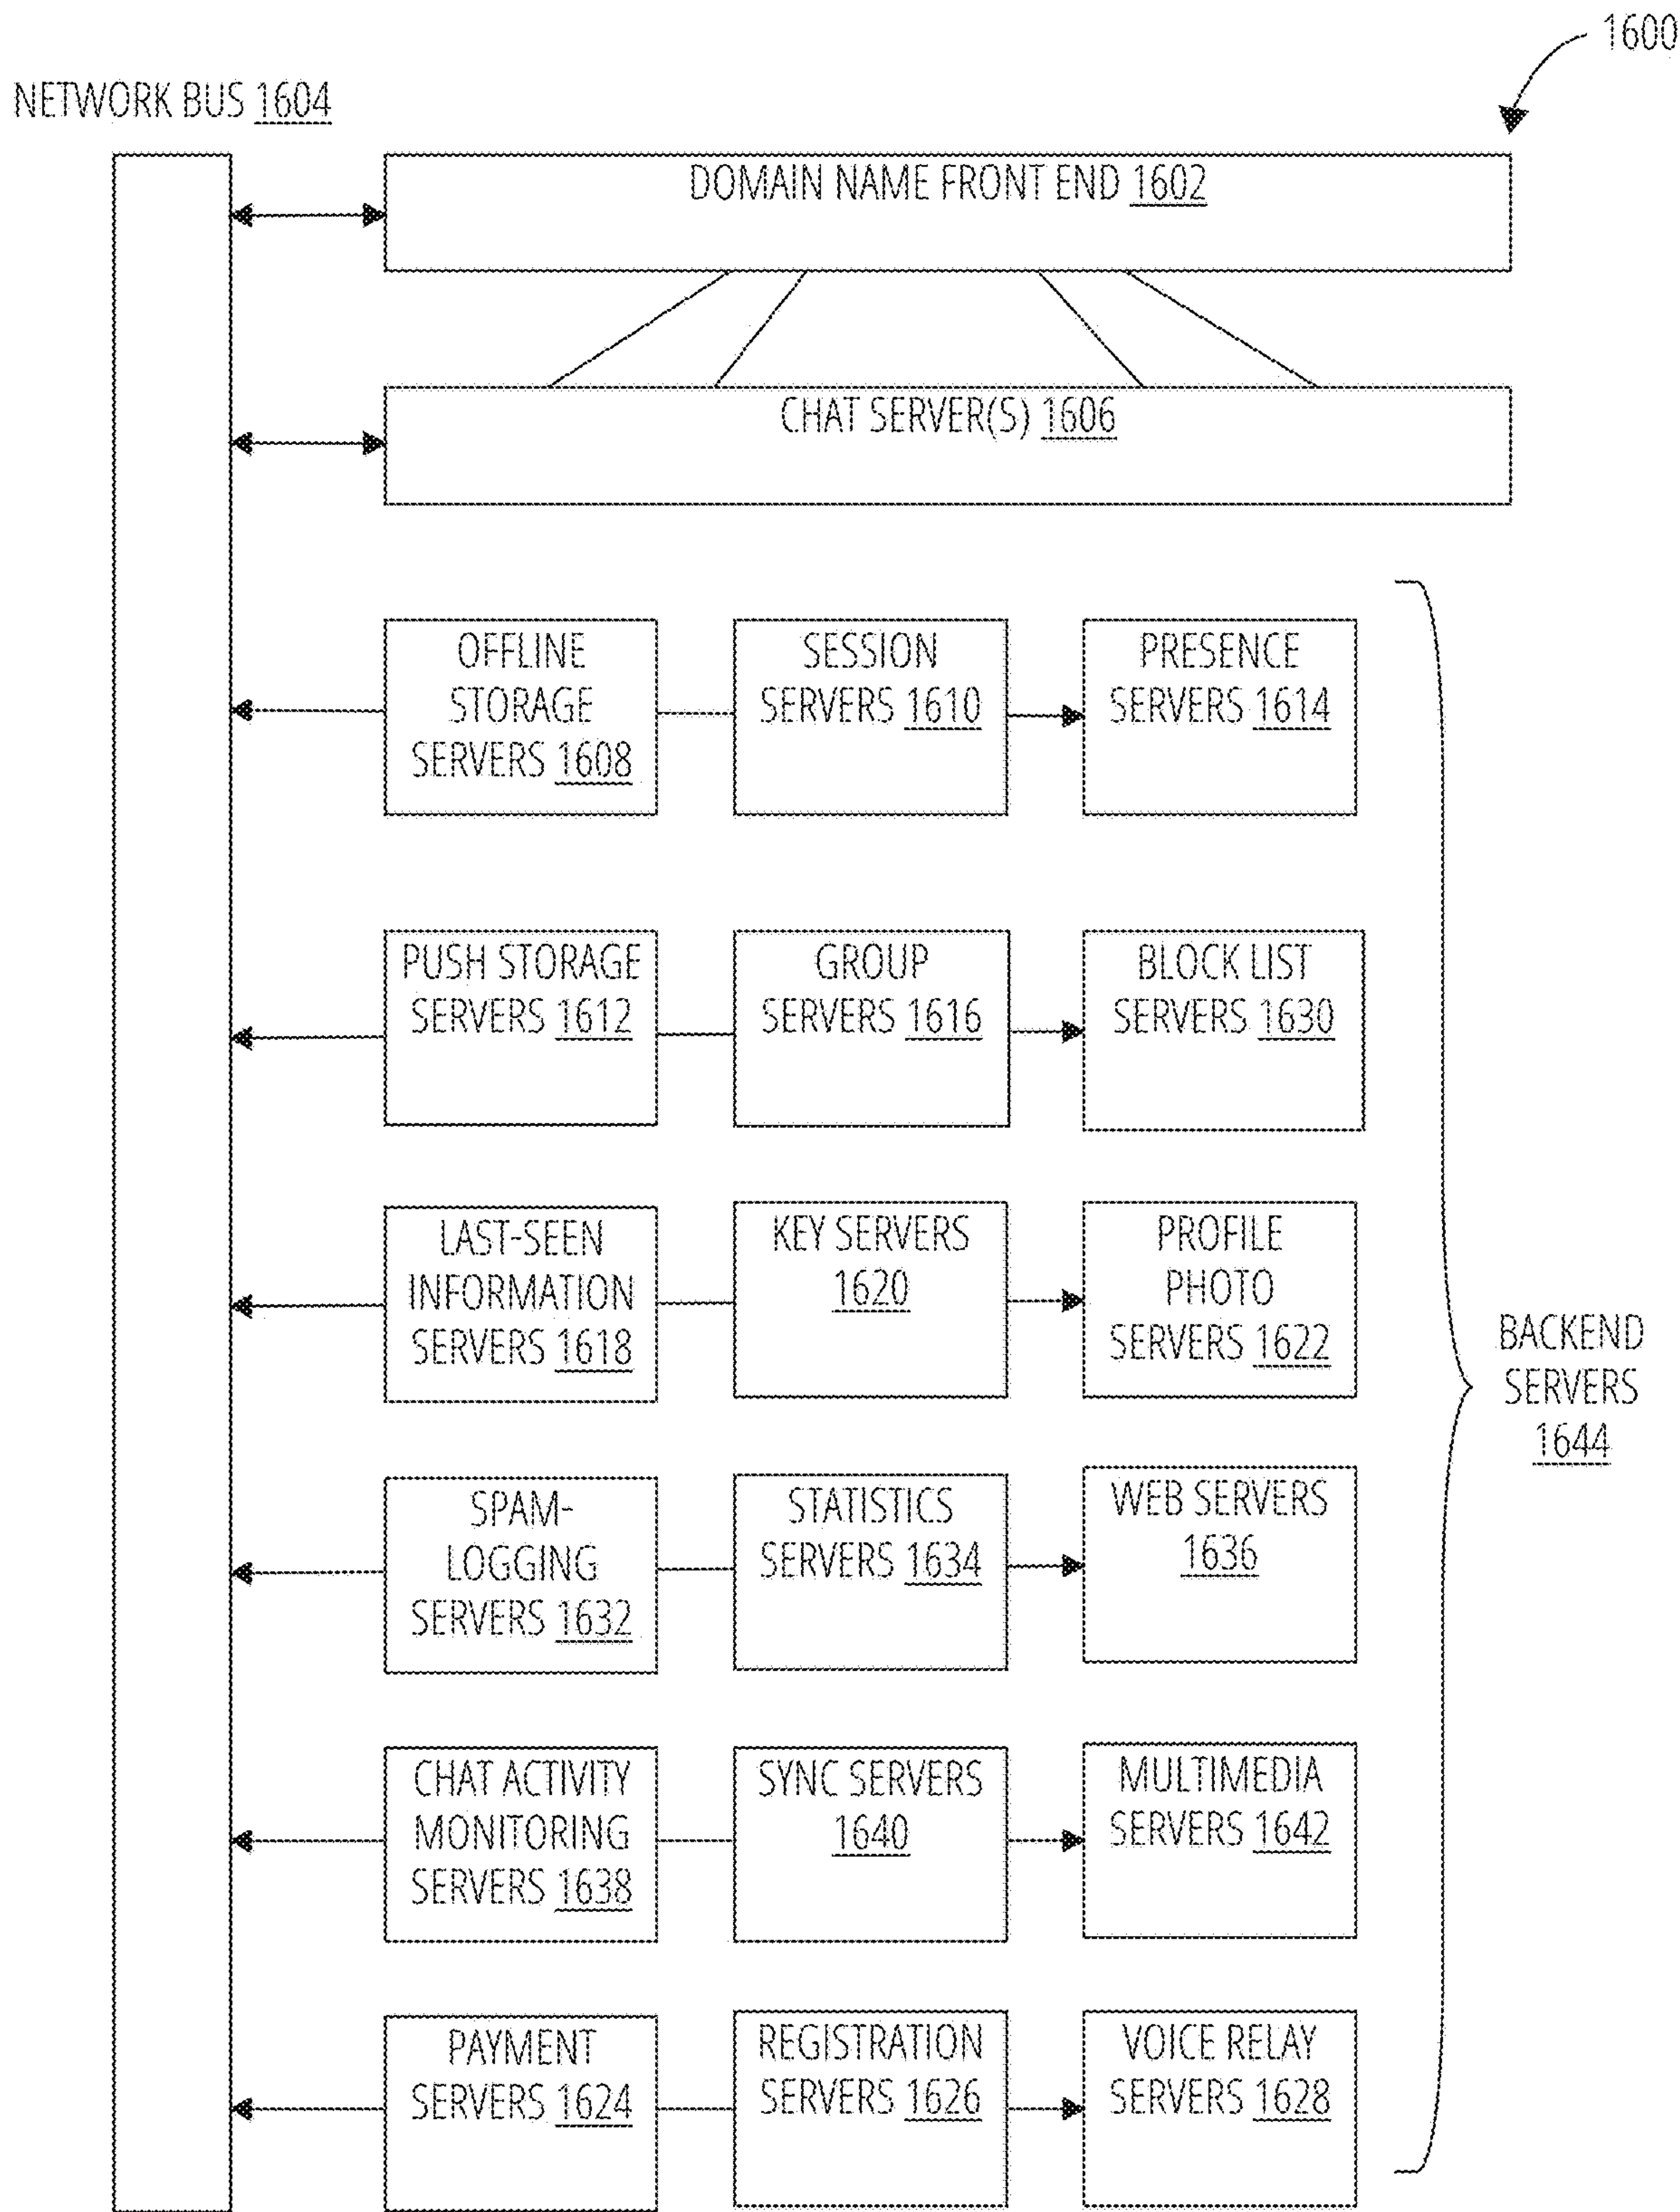 1600
NETWORK BUS 1604
DOMAIN NAME FRONT END 1602
CHAT SERVER(S) 1606
OFFLINE
STORAGE
SERVERS 1608
SESSION
SERVERS 1610
PRESENCE
SERVERS 1614
PUSH STORAGE
SERVERS 1612
GROUP
SERVERS 1616
BLOCK LIST
SERVERS 1630
LAST-SEEN
INFORMATION
SERVERS 1618
KEY SERVERS
1620
PROFILE
PHOTO
SERVERS 1622
BACKEND
SERVERS
1644
SPAM-
LOGGING
SERVERS 1632
STATISTICS
SERVERS 1634
WEB SERVERS
1636
CHAT ACTIVITY
MONITORING
SERVERS 1638
SYNC SERVERS
1640
MULTIMEDIA
SERVERS 1642
PAYMENT
SERVERS 1624
REGISTRATION
SERVERS 1626
VOICE RELAY
SERVERS 1628